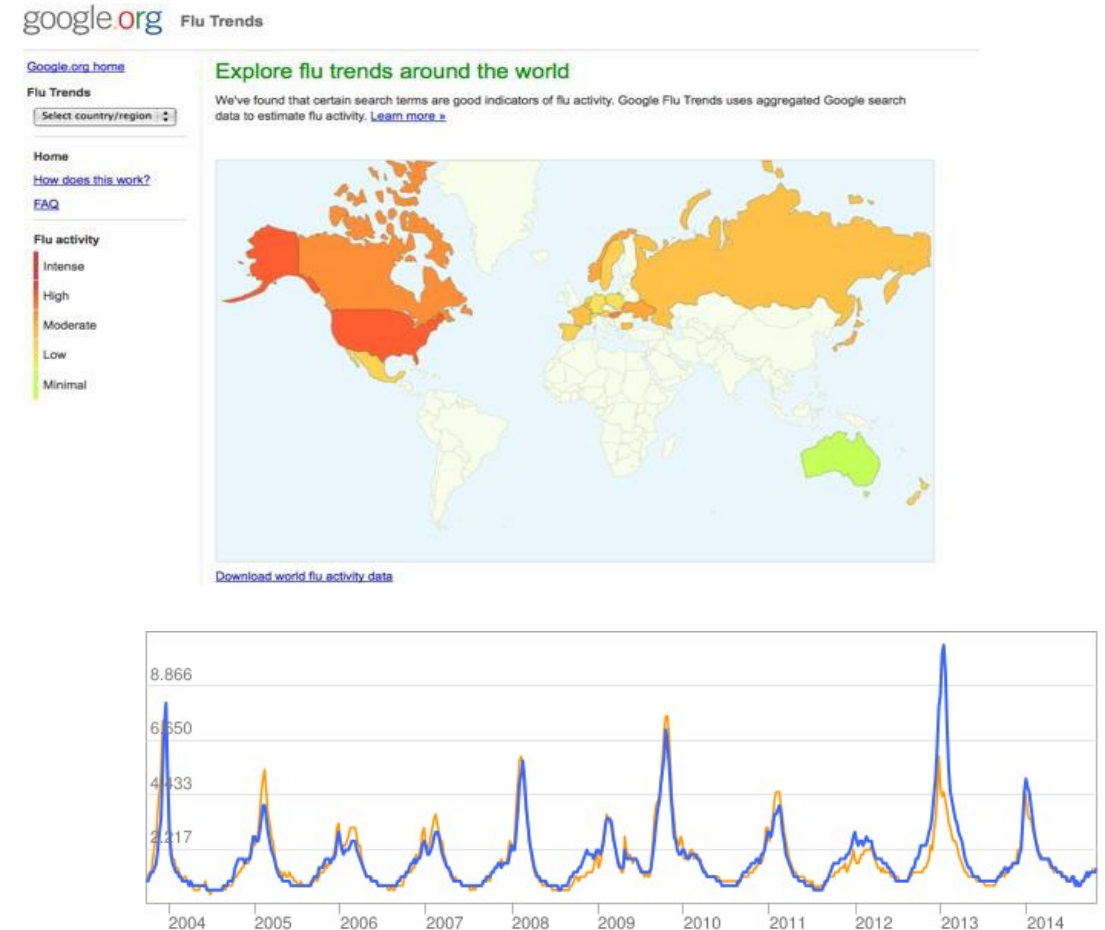 google.org Flu Trends
Google.org home
Flu Trends
Select country/region
Home
How does this work?
FAQ
Flu activity
Intense
High
Moderate
Low
Minimal
Explore flu trends around the world
We've found that certain search terms are good indicators of flu activity. Google Flu Trends uses aggregated Google search
data to estimate flu activity. Learn more »
Download world flu activity data
8.866
6.650
4.433
2.217
2004 2005 2006 2007 2008 2009 2010 2011 2012 2013 2014